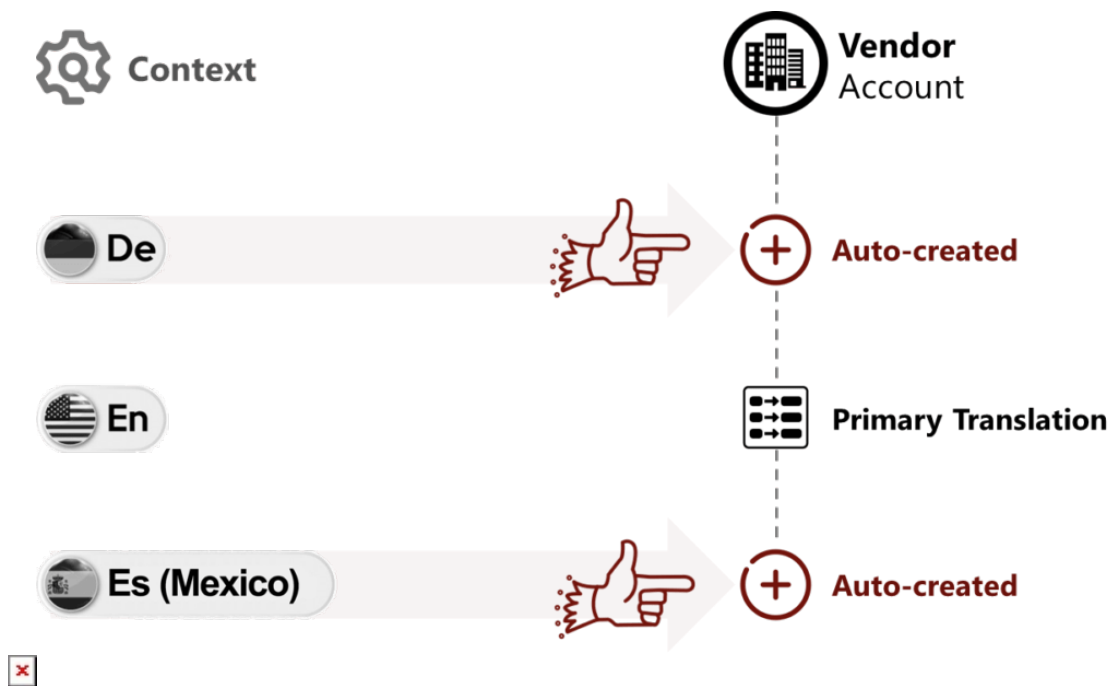 Context
Vendor
Account
De
Auto-created
En
Primary Translation
Es (Mexico)
Auto-created